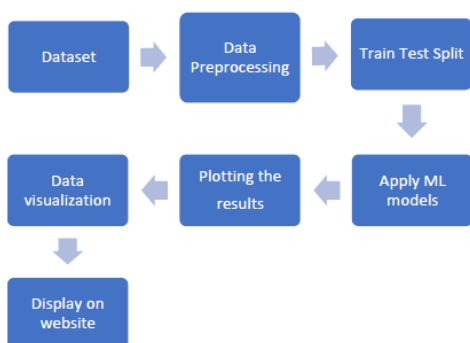 Dataset
Data
Preprocessing
Train Test Split
Apply ML
models
Plotting the
results
Data
visualization
Display on
website